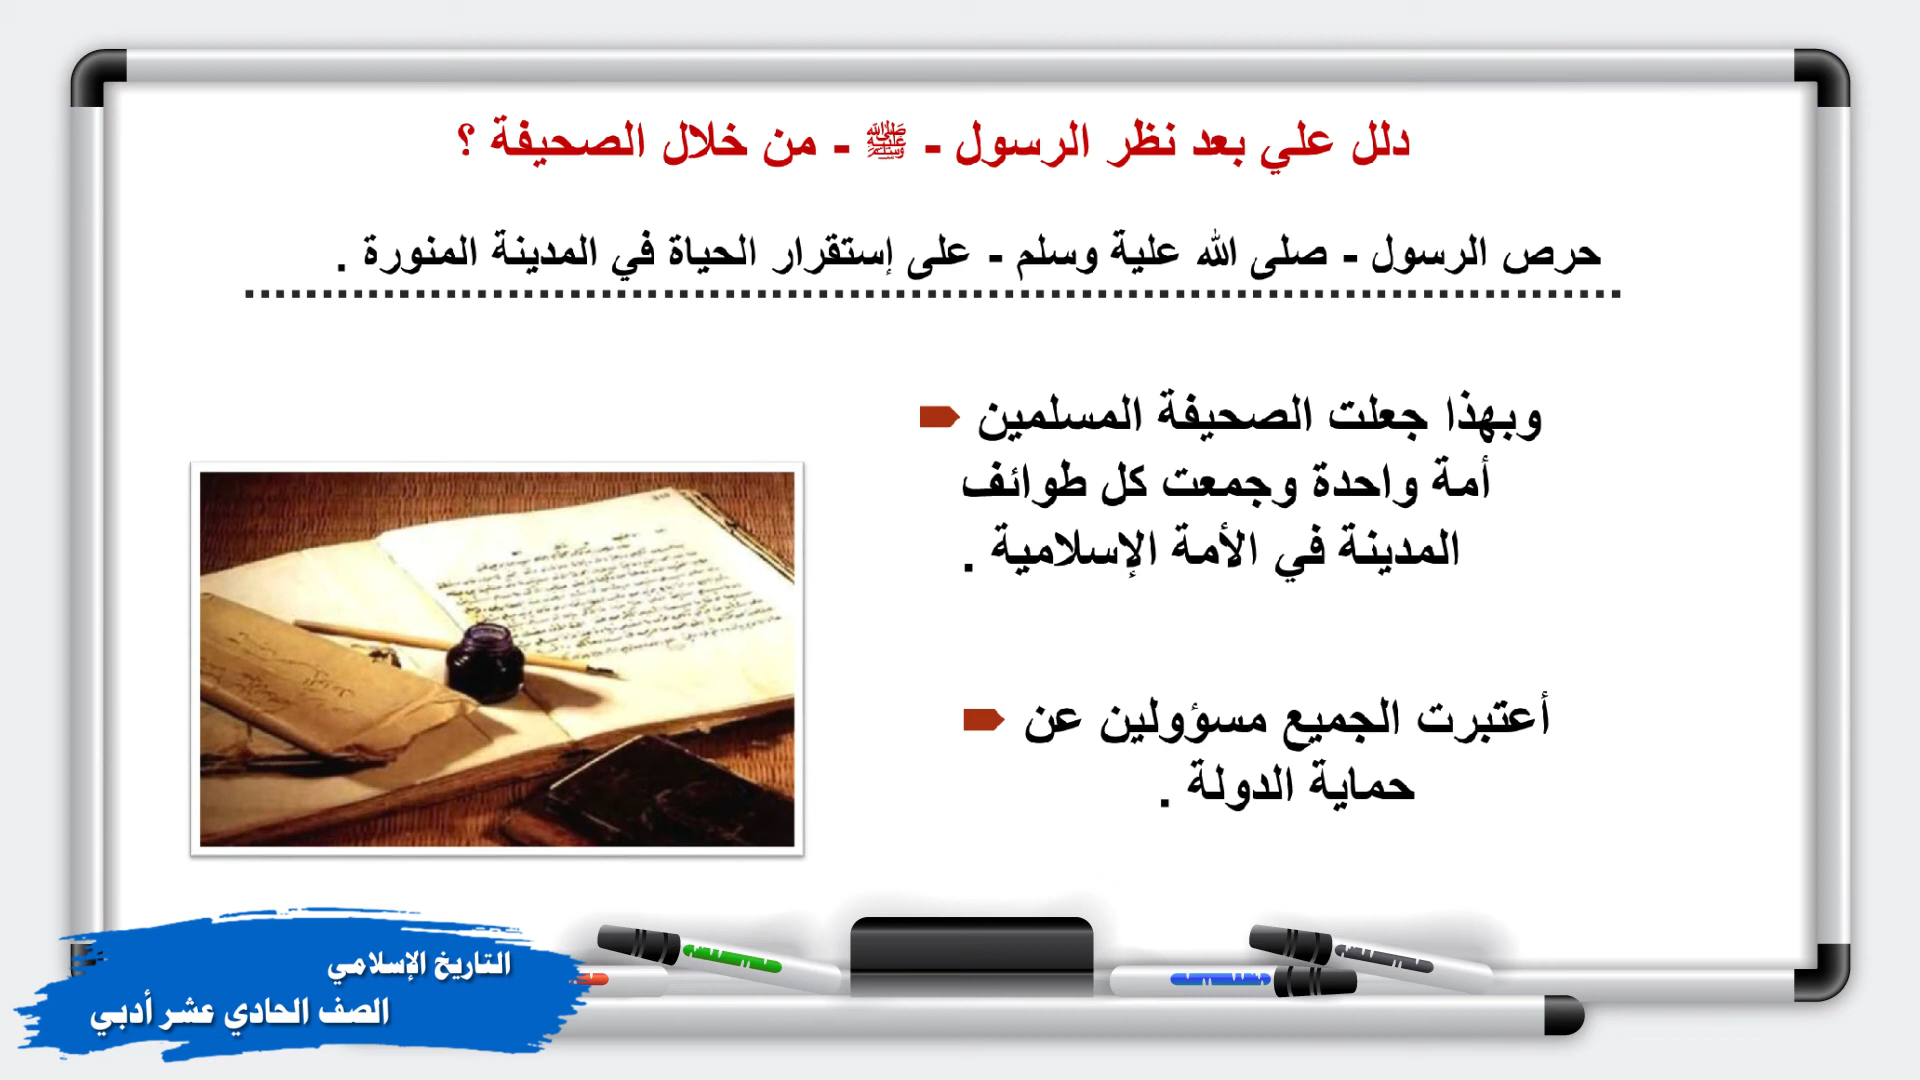 دلل علي بعد نظر الرسول - ﷺ - من خلال الصحيفة ؟
حرص الرسول - صلى الله علية وسلم - على إستقرار الحياة في المدينة المنورة .
وبهذا جعلت الصحيفة المسلمين
أمة واحدة وجمعت كل طوائف
المدينة في الأمة الإسلامية .
أعتبرت الجميع مسؤولين عن
حماية الدولة .
التاريخ الإسلامي
الصف الحادي عشر أدبي